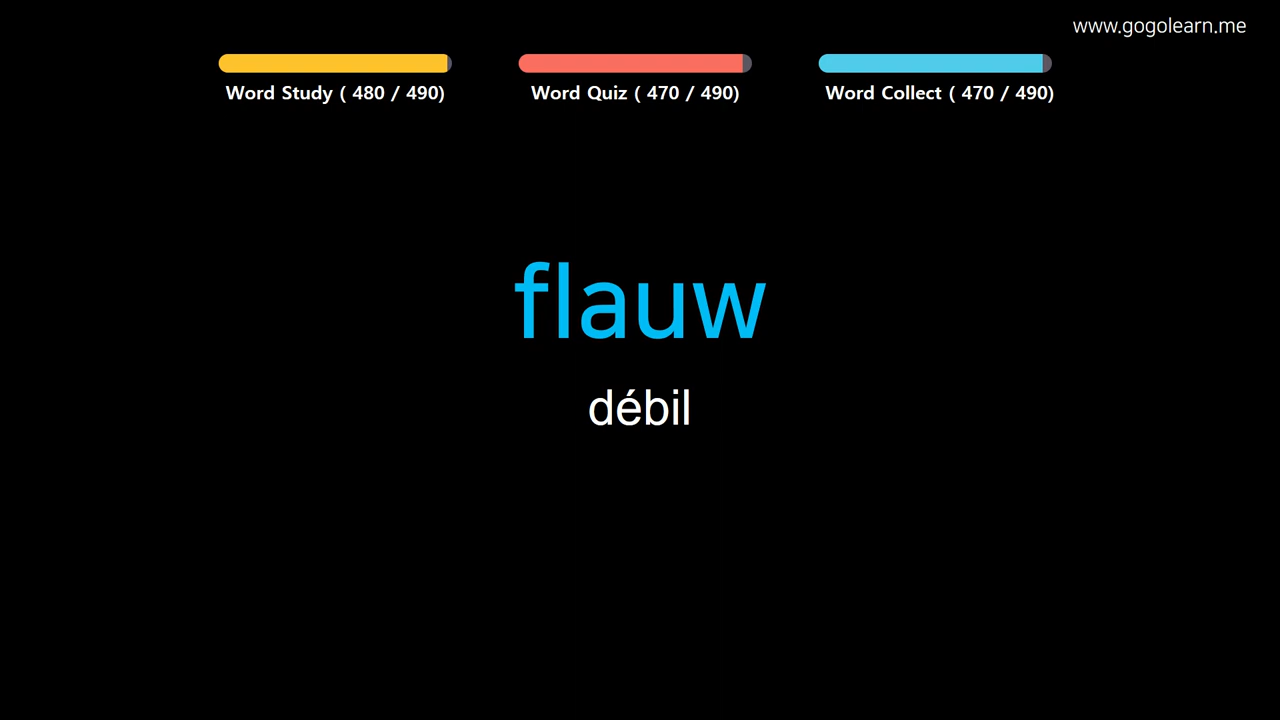 www.gogolearn.me
Word Study ( 480 / 490)
Word Quiz ( 470 / 490)
Word Collect ( 470 / 490)
flauw
débil